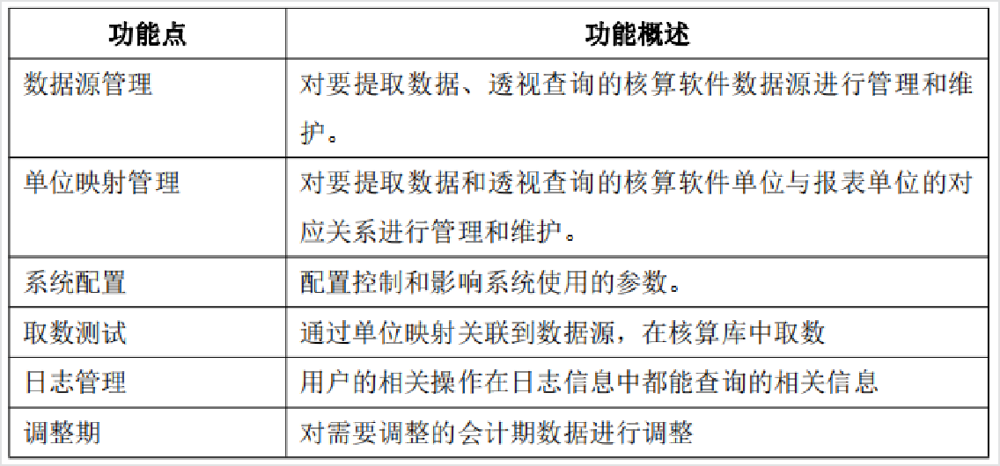 功能点 功能概述
数据源管理 对要提取数据、透视查询的核算软件数据源进行管理和维
护。
单位映射管理 对要提取数据和透视查询的核算软件单位与报表单位的对
应关系进行管理和维护。
系统配置 配置控制和影响系统使用的参数。
取数测试 通过单位映射关联到数据源，在核算库中取数
日志管理 用户的相关操作在日志信息中都能查询的相关信息
调整期 对需要调整的会计期数据进行调整